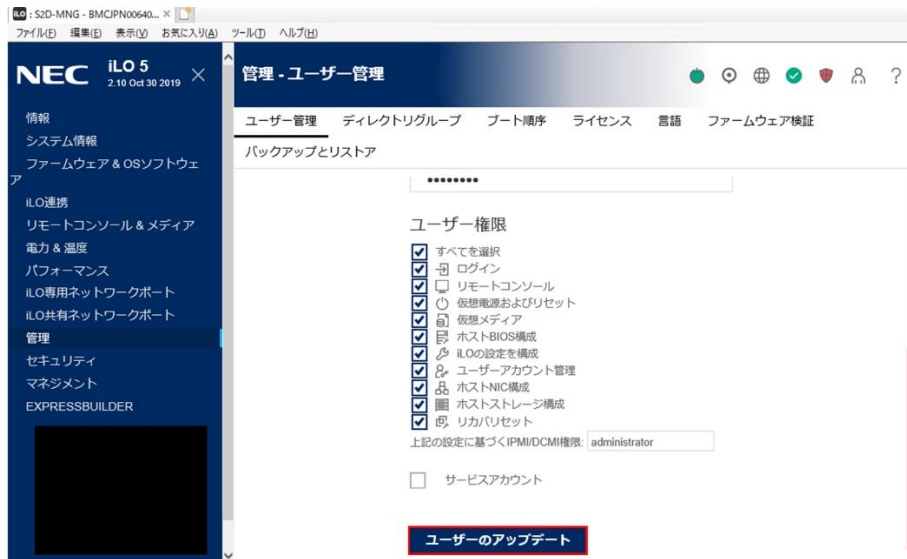 iLO : S2D-MNG - BMCJPN00640... ×
ファイル(F) 編集(E) 表示(V) お気に入り(A) ツール(T) ヘルプ(H)
NEC iLO 5
2.10 Oct 30 2019
管理 - ユーザー管理
?
情報
システム情報
ファームウェア & OSソフトウェ
ア
iLO連携
リモートコンソール & メディア
電力 & 温度
パフォーマンス
iLO専用ネットワークポート
iLO共有ネットワークポート
管理
セキュリティ
マネジメント
EXPRESSBUILDER
ユーザー管理 ディレクトリグループ ブート順序 ライセンス 言語 ファームウェア検証
バックアップとリストア
••••••••
ユーザー権限
すべてを選択
ログイン
リモートコンソール
仮想電源およびリセット
仮想メディア
ホストBIOS構成
iLOの設定を構成
ユーザーアカウント管理
ホストNIC構成
ホストストレージ構成
リカバリセット
上記の設定に基づくIPMI/DCMI権限: administrator
サービスアカウント
ユーザーのアップデート